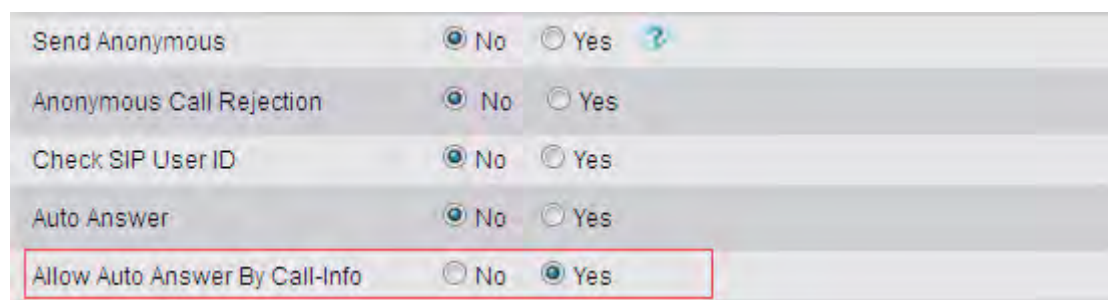 Send Anonymous No Yes ?
Anonymous Call Rejection No Yes
Check SIP User ID No Yes
Auto Answer No Yes
Allow Auto Answer By Call-Info No Yes